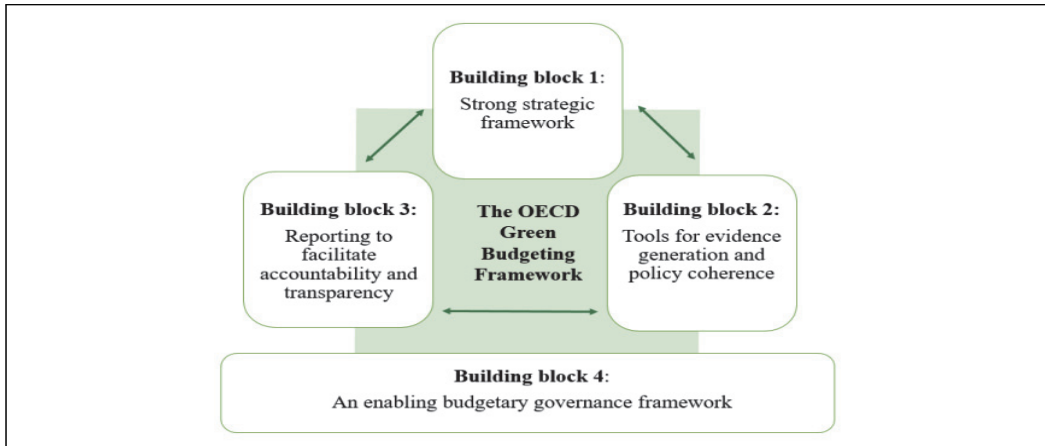 Building block 1:
Strong strategic
framework
Building block 3:
Reporting to
facilitate
accountability and
transparency
The OECD
Green
Budgeting
Framework
Building block 2:
Tools for evidence
generation and
policy coherence
Building block 4:
An enabling budgetary governance framework